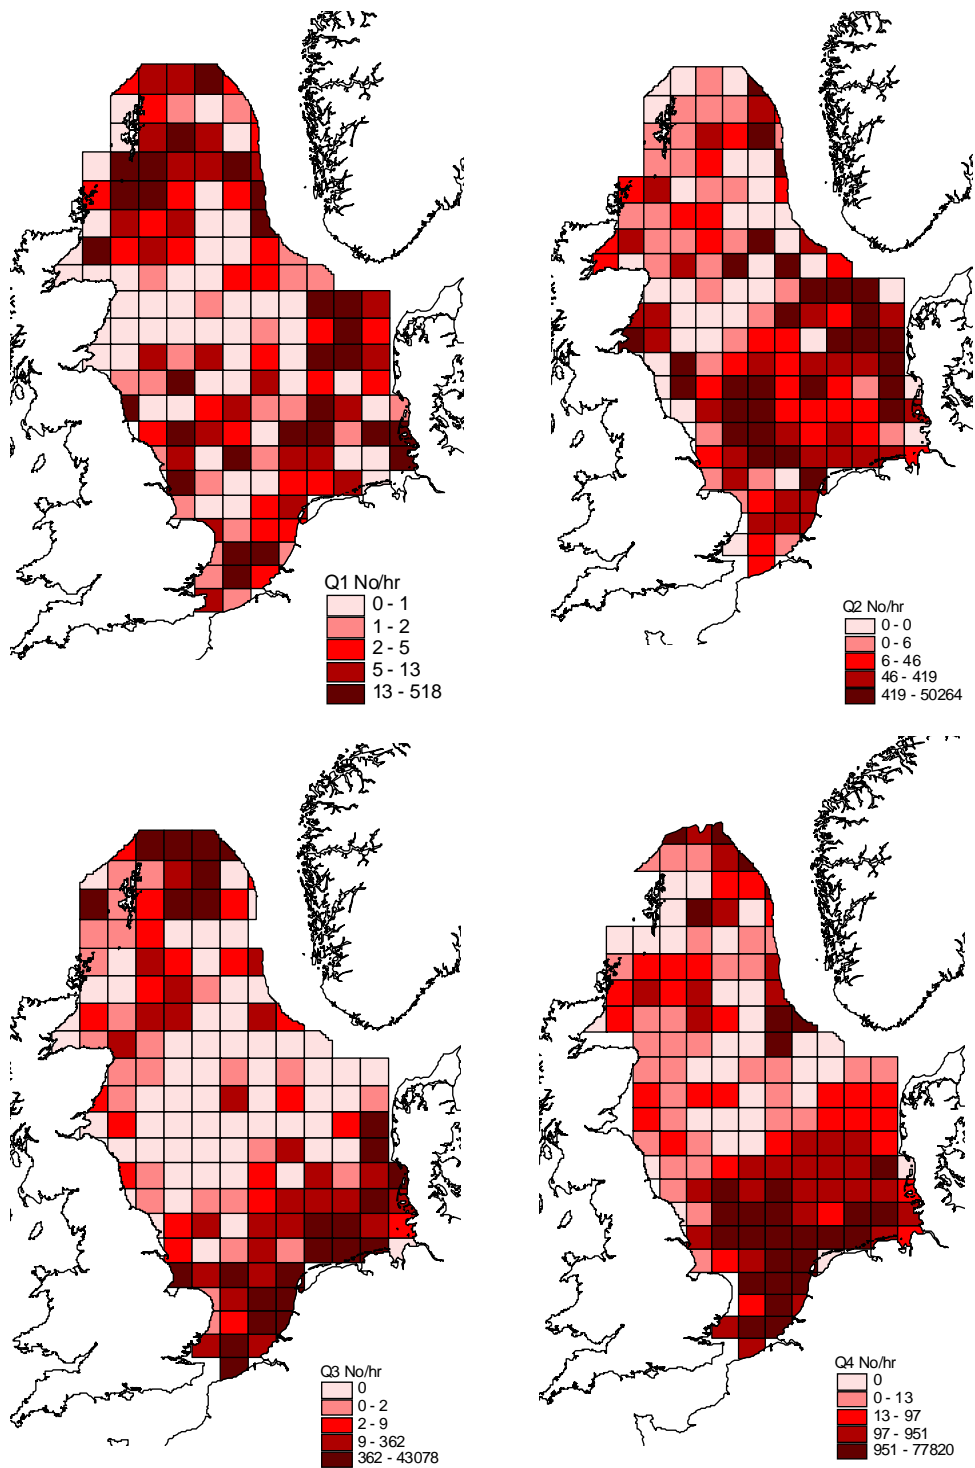 Q1 No/hr
0 - 1
1 - 2
2 - 5
5 - 13
13 - 518
Q2 No/hr
0 - 0
0 - 6
6 - 46
46 - 419
419 - 50264
Q3 No/hr
0
0 - 2
2 - 9
9 - 362
362 - 43078
Q4 No/hr
0
0 - 13
13 - 97
97 - 951
951 - 77820